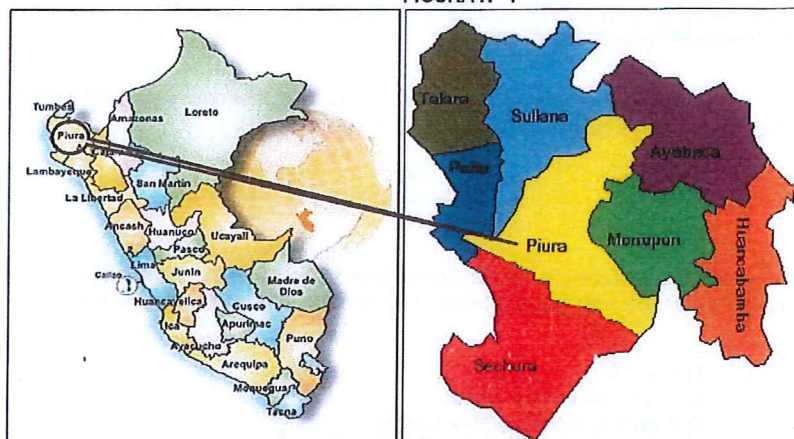 Tumbes
Amazonas
Loreto
Piura
Lambayeque
San Martín
La Libertad
Ancash
Huanuco
Ucayali
Pasco
Lima
Junin
Callao
Madre de
Dios
Huancavelica
Cusco
Ica
Apurimac
Ayacucho
Puno
Arequipa
Moquegua
Tacna
Talara
Sullana
Ayabaca
Paita
Piura
Morropon
Huancabamba
Sechura